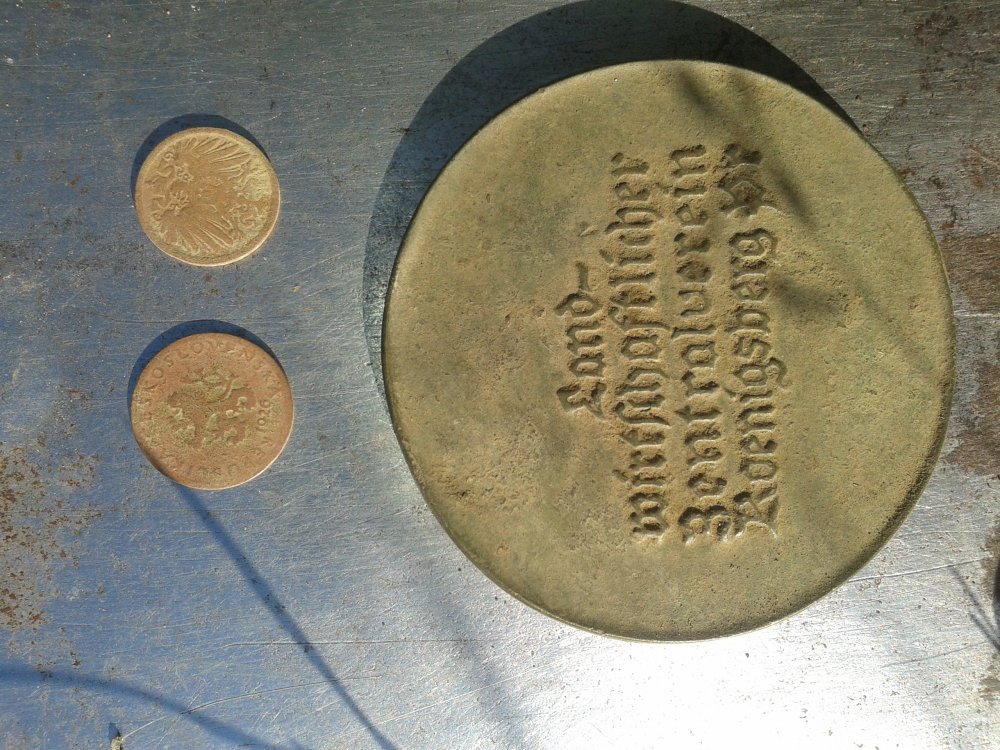 Land-
wirtschaftlicher
Zentralverein
Koenigsberg Pr